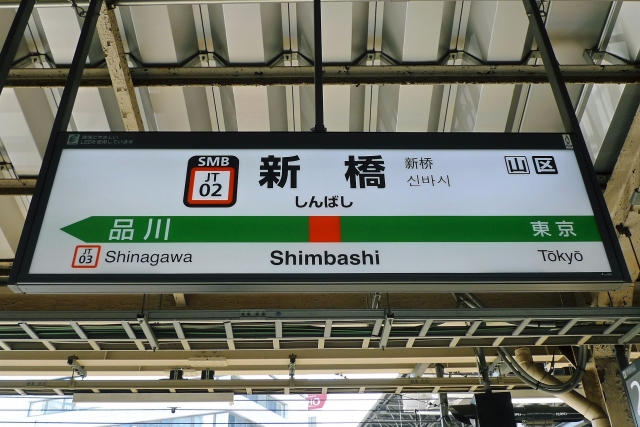 SMB
JT
02
新橋
しんばし
新桥
신바시
山 区
品川
東京
JT
03
Shinagawa
Shimbashi
Tōkyō